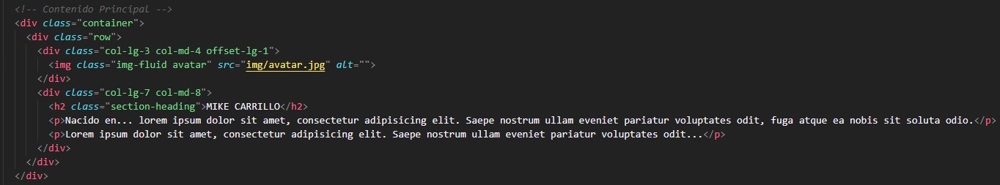 <!-- Contenido Principal -->
<div class="container">
<div class="row">
<div class="col-lg-3 col-md-4 offset-lg-1">
<img class="img-fluid avatar" src="img/avatar.jpg" alt="">
</div>
<div class="col-lg-7 col-md-8">
<h2 class="section-heading">MIKE CARRILLO</h2>
<p>Nacido en... lorem ipsum dolor sit amet, consectetur adipisicing elit. Saepe nostrum ullam eveniet pariatur voluptates odit, fuga atque ea nobis sit soluta odio.</p>
<p>Lorem ipsum dolor sit amet, consectetur adipisicing elit. Saepe nostrum ullam eveniet pariatur voluptates odit...</p>
</div>
</div>
</div>